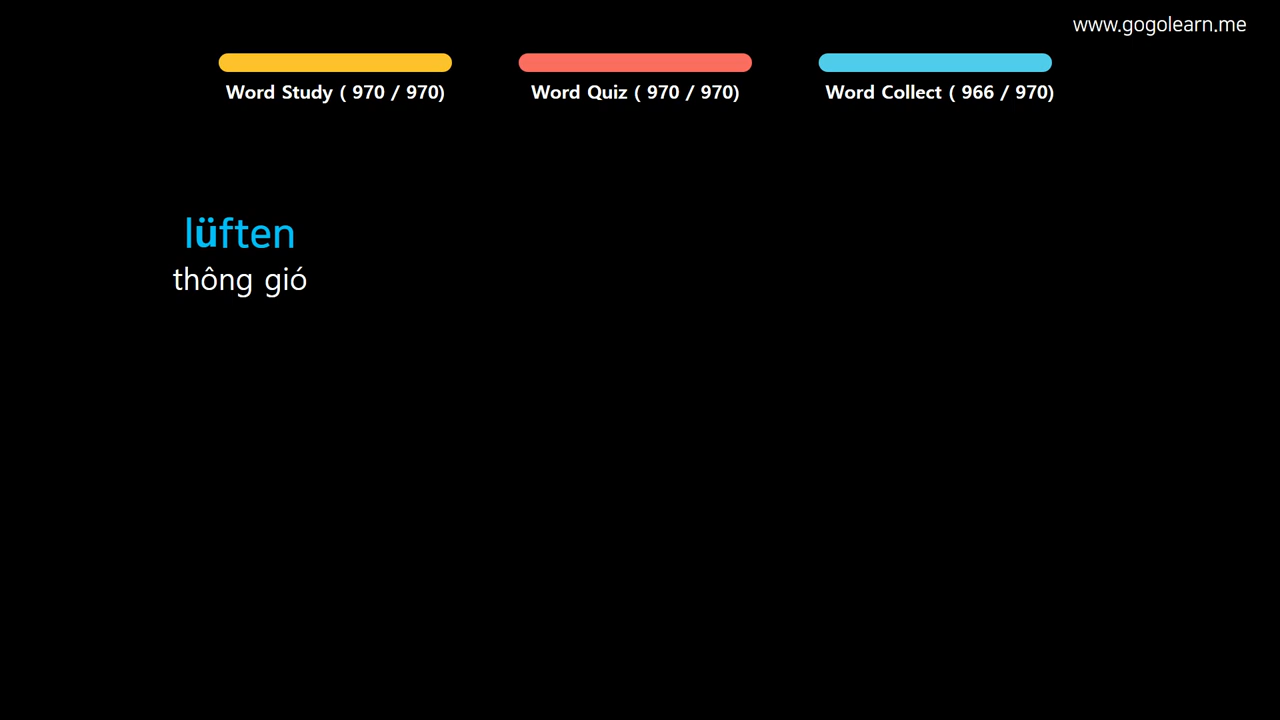 www.gogolearn.me
Word Study ( 970 / 970)
Word Quiz ( 970 / 970)
Word Collect ( 966 / 970)
lüften
thông gió